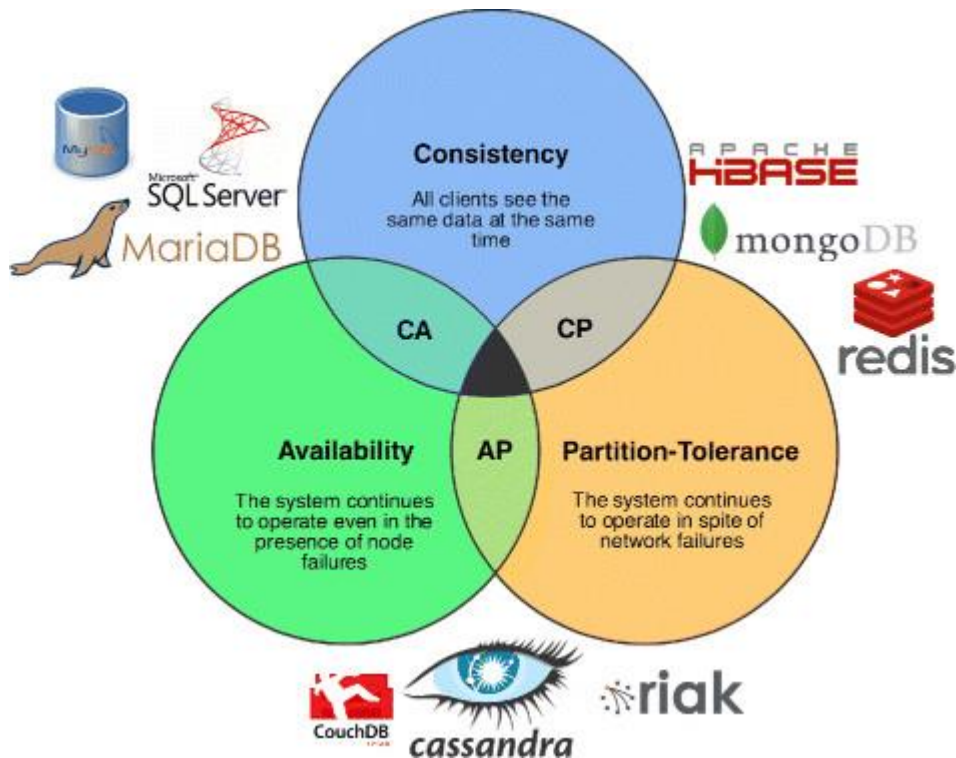 MySQL
Microsoft
SQL Server
MariaDB
Consistency
All clients see the
same data at the same
time
APACHE
HBASE
mongoDB
redis
CA
CP
Availability
The system continues
to operate even in the
presence of node
failures
AP
Partition-Tolerance
The system continues
to operate in spite of
network failures
CouchDB
cassandra
riak